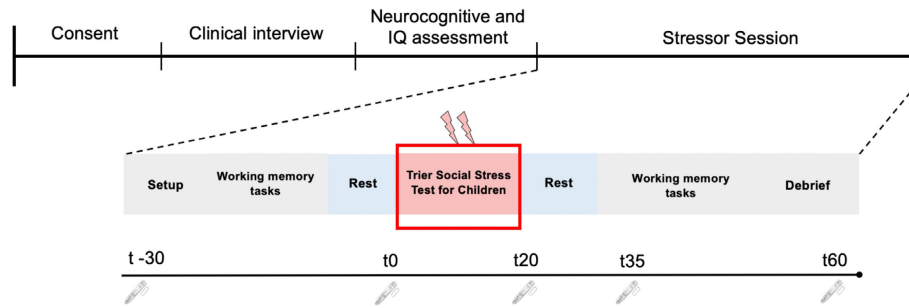 Consent
Clinical interview
Neurocognitive and
IQ assessment
Stressor Session
Setup
Working memory
tasks
Rest
Trier Social Stress
Test for Children
Rest
Working memory
tasks
Debrief
t -30
t0
t20
t35
t60